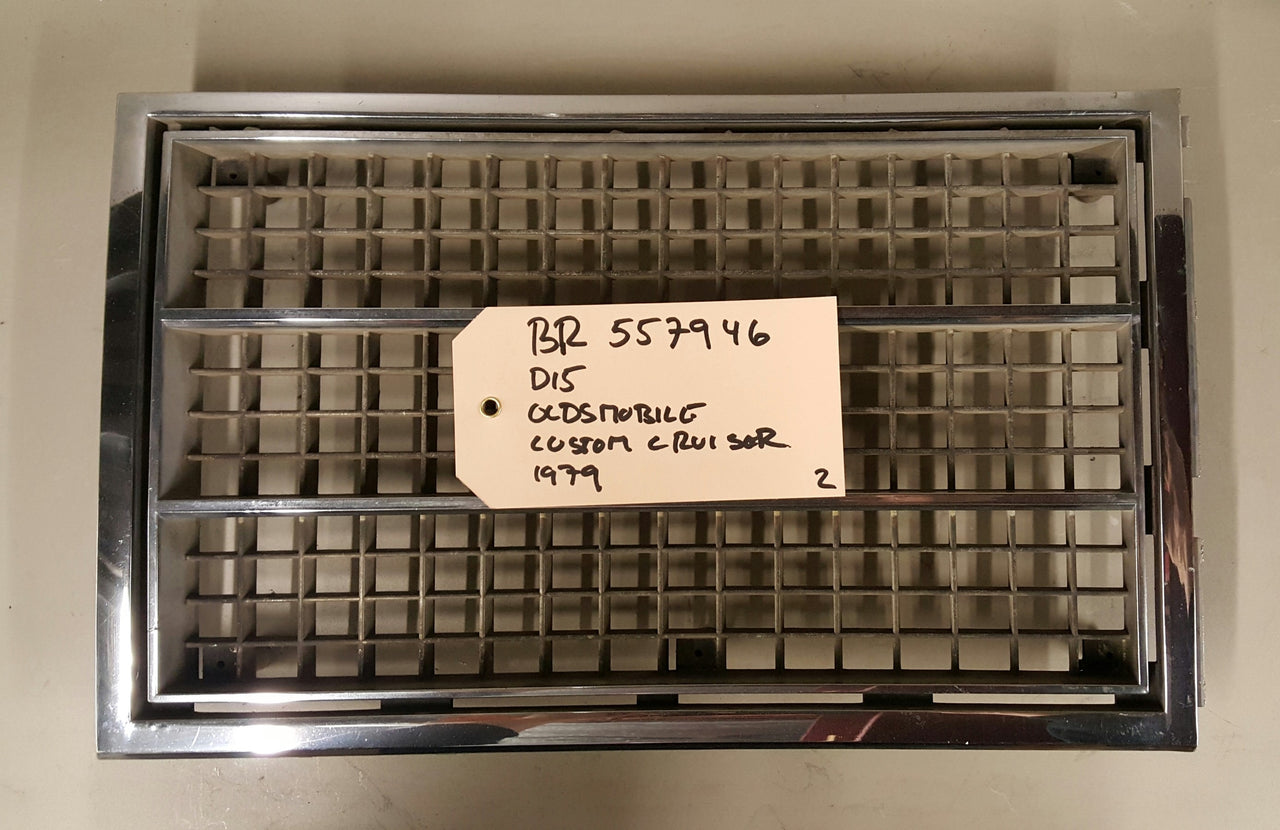 BR 557946
D15
OLDSMOBILE
CUSTOM CRUISER
1979
2